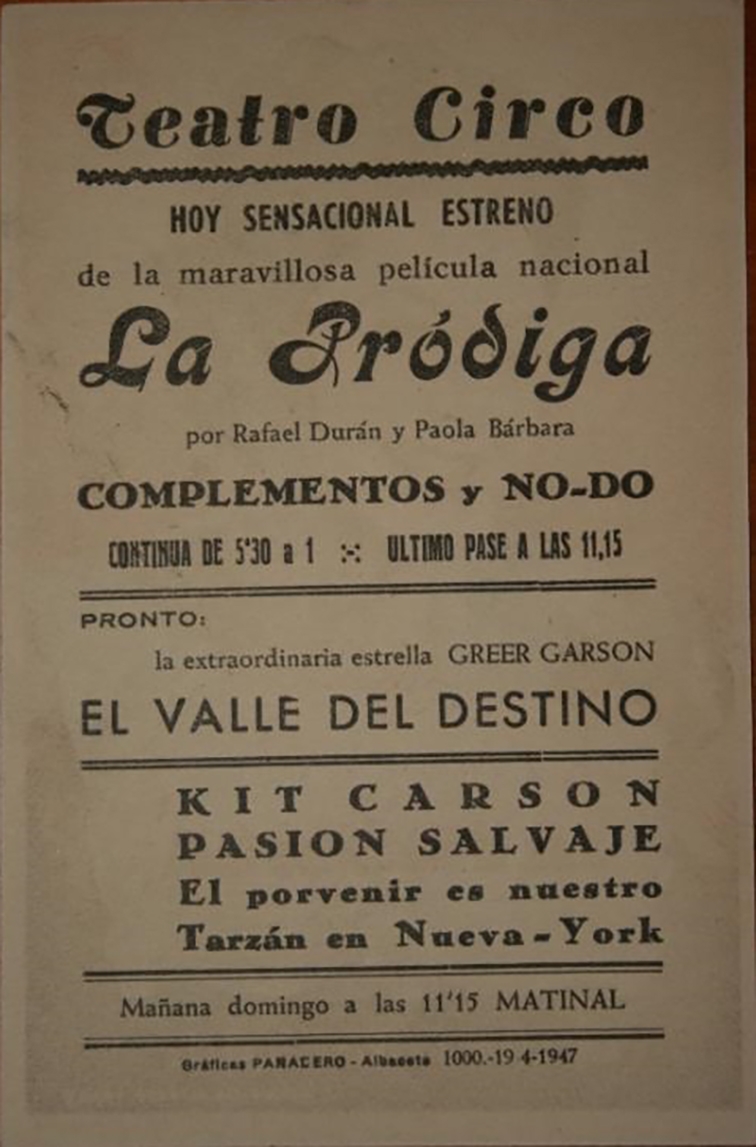 Teatro Circo
HOY SENSACIONAL ESTRENO
de la maravillosa película nacional
La Pródiga
por Rafael Durán y Paola Bárbara
COMPLEMENTOS y NO-DO
CONTINUA DE 5'30 a 1 :-: ULTIMO PASE A LAS 11,15
PRONTO:
la extraordinaria estrella GREER GARSON
EL VALLE DEL DESTINO
KIT CARSON
PASION SALVAJE
El porvenir es nuestro
Tarzán en Nueva-York
Mañana domingo a las 11'15 MATINAL
Gráficas PANADERO - Albacete 1000.-19 4-1947